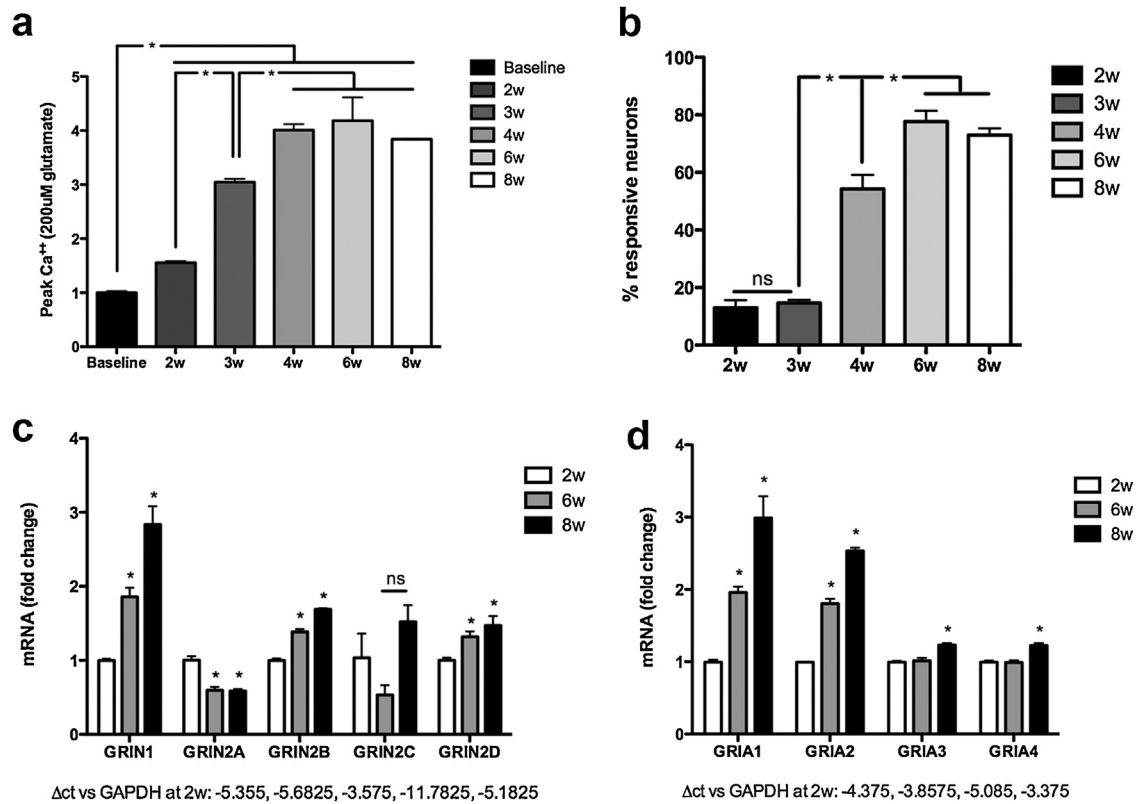 a
Peak Ca++ (200uM glutamate)
5
4
3
2
1
0
*
*
*
Baseline
2w
3w
4w
6w
8w
Baseline 2w 3w 4w 6w 8w
b
% responsive neurons
100
80
60
40
20
0
ns
*
*
2w
3w
4w
6w
8w
2w 3w 4w 6w 8w
c
mRNA (fold change)
4
3
2
1
0
*
*
*
*
*
*
ns
*
*
2w
6w
8w
GRIN1 GRIN2A GRIN2B GRIN2C GRIN2D
Δct vs GAPDH at 2w: -5.355, -5.6825, -3.575, -11.7825, -5.1825
d
mRNA (fold change)
4
3
2
1
0
*
*
*
*
*
*
2w
6w
8w
GRIA1 GRIA2 GRIA3 GRIA4
Δct vs GAPDH at 2w: -4.375, -3.8575, -5.085, -3.375